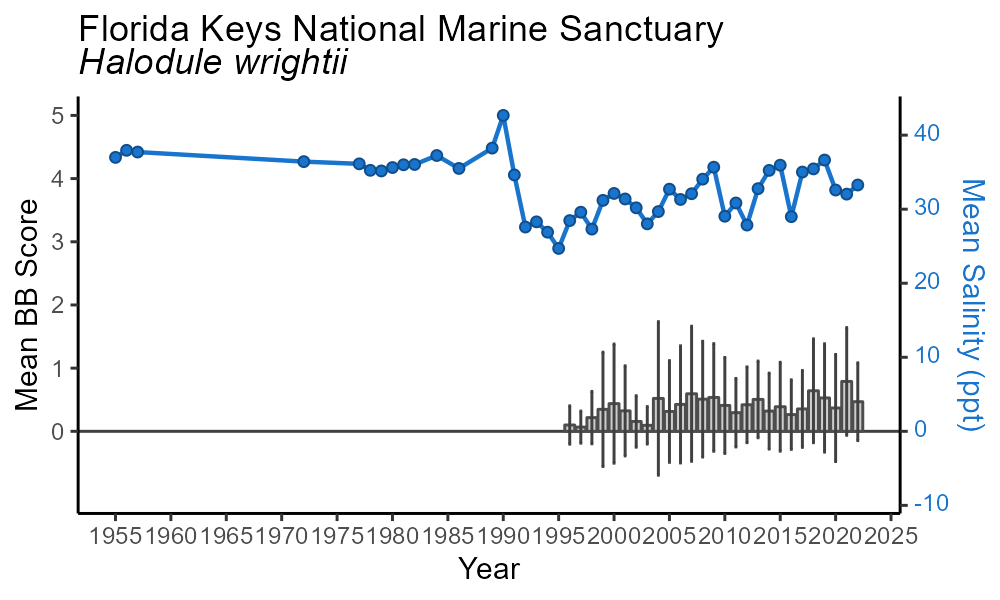 Florida Keys National Marine Sanctuary
Halodule wrightii
5
4
3
2
1
0
Mean BB Score
40
30
20
10
0
-10
Mean Salinity (ppt)
1955 1960 1965 1970 1975 1980 1985 1990 1995 2000 2005 2010 2015 2020 2025
Year